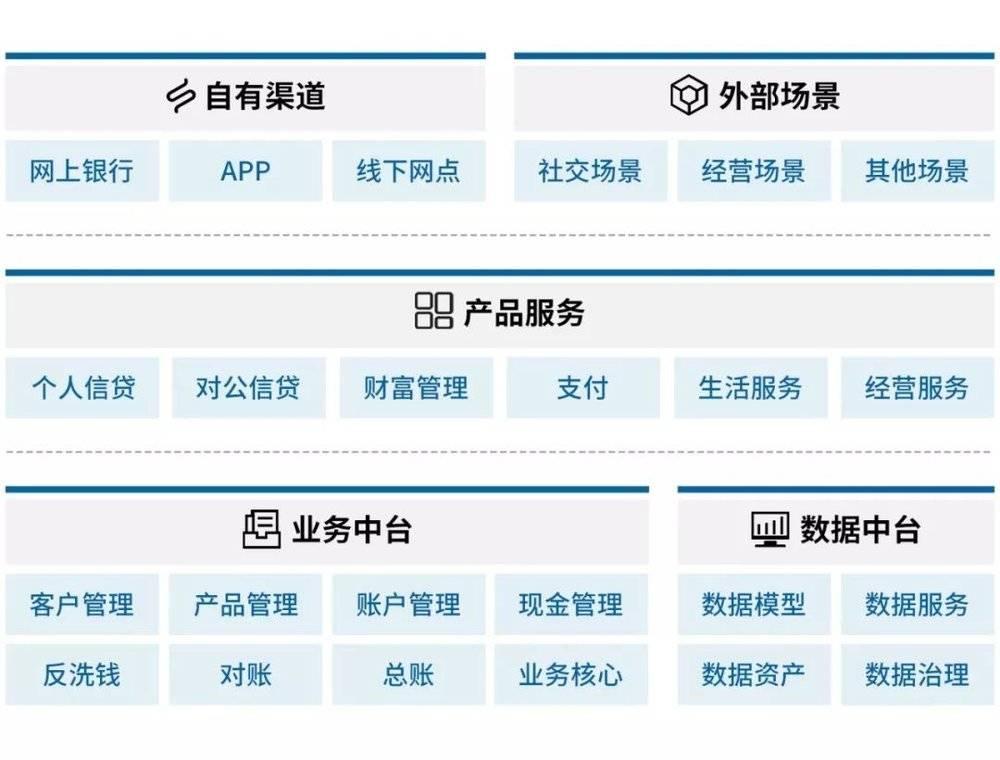 自有渠道 外部场景
网上银行 APP 线下网点 社交场景 经营场景 其他场景
产品服务
个人信贷 对公信贷 财富管理 支付 生活服务 经营服务
业务中台 数据中台
客户管理 产品管理 账户管理 现金管理 数据模型 数据服务
反洗钱 对账 总账 业务核心 数据资产 数据治理